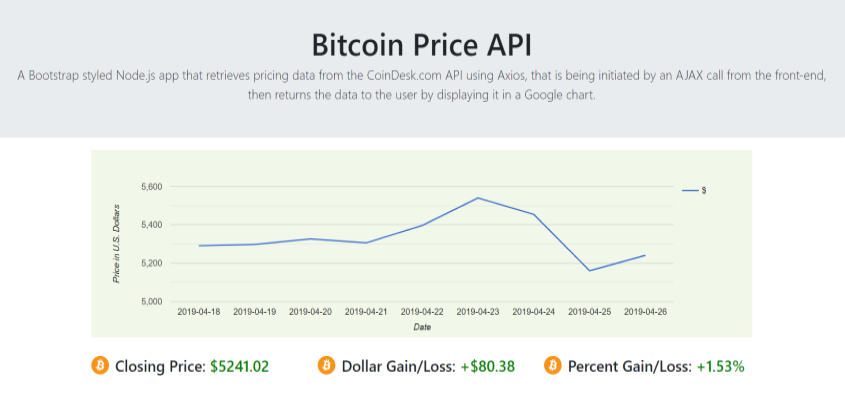 Bitcoin Price API
A Bootstrap styled Node.js app that retrieves pricing data from the CoinDesk.com API using Axios, that is being initiated by an AJAX call from the front-end,
then returns the data to the user by displaying it in a Google chart.
5,600
5,400
5,200
5,000
Price in U.S. Dollars
$
2019-04-18 2019-04-19 2019-04-20 2019-04-21 2019-04-22 2019-04-23 2019-04-24 2019-04-25 2019-04-26
Date
Closing Price: $5241.02 Dollar Gain/Loss: +$80.38 Percent Gain/Loss: +1.53%